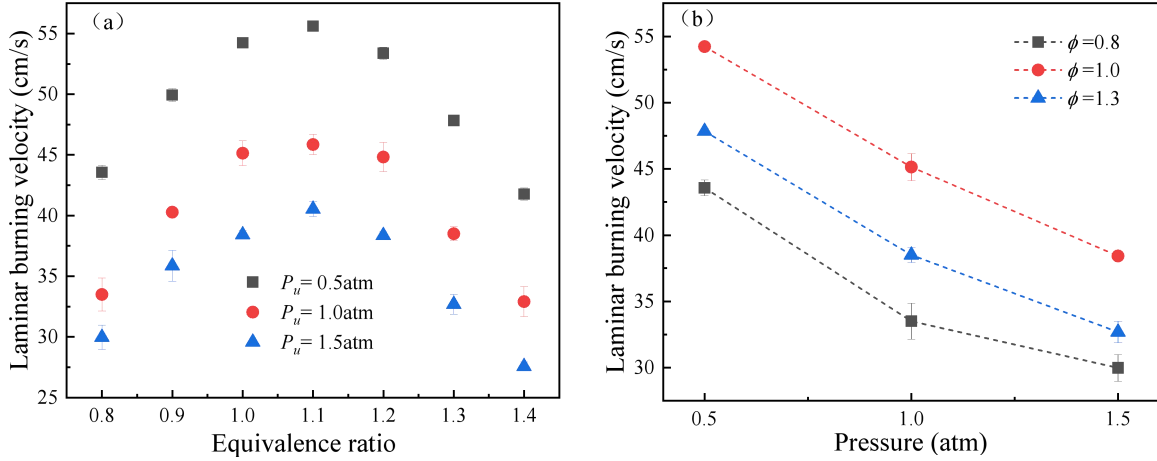 (a)
Laminar burning velocity (cm/s)
55
50
45
40
35
30
25
P_u= 0.5atm
P_u= 1.0atm
P_u= 1.5atm
0.8 0.9 1.0 1.1 1.2 1.3 1.4
Equivalence ratio
(b)
Laminar burning velocity (cm/s)
55
50
45
40
35
30
ϕ=0.8
ϕ=1.0
ϕ=1.3
0.5 1.0 1.5
Pressure (atm)